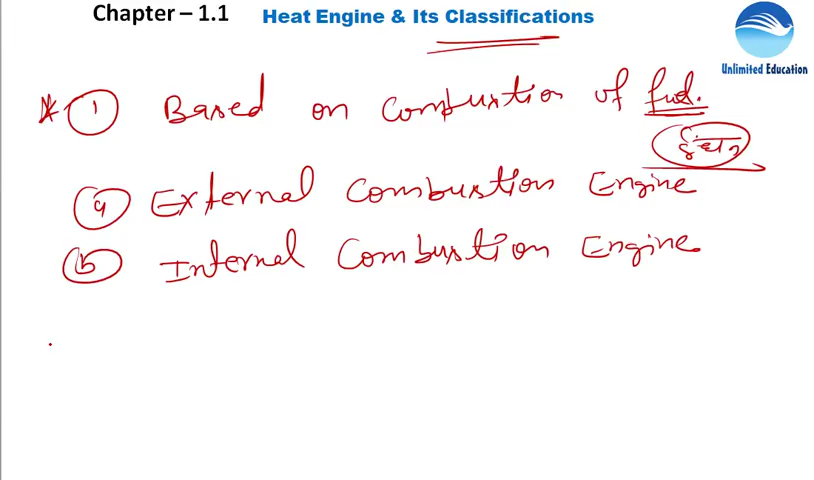 Chapter – 1.1
Heat Engine & Its Classifications
Unlimited Education
① Based on Combustion of fuel.
ईंधन
ⓐ External Combustion Engine
ⓑ Internal Combustion Engine